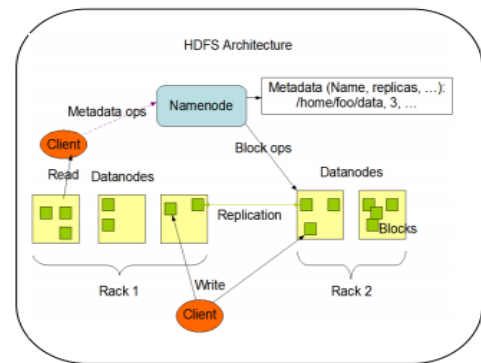 HDFS Architecture
Metadata (Name, replicas, ...):
/home/foo/data, 3, ...
Namenode
Metadata ops
Client
Block ops
Read
Datanodes
Datanodes
Replication
Blocks
Rack 1
Write
Rack 2
Client